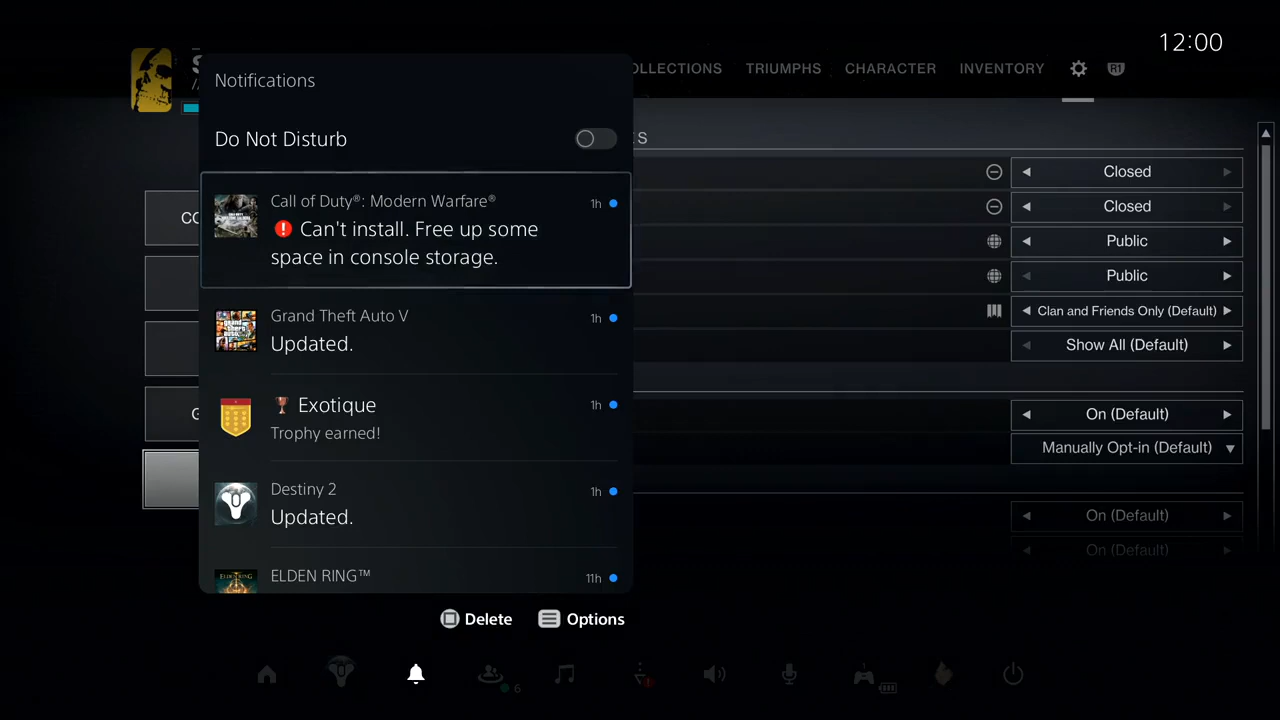 12:00
Notifications
OLLECTIONS
TRIUMPHS
CHARACTER
INVENTORY
R1
Do Not Disturb
S
Call of Duty®: Modern Warfare®
1h
Can't install. Free up some
space in console storage.
Closed
Closed
Public
Public
Clan and Friends Only (Default)
Show All (Default)
Grand Theft Auto V
1h
Updated.
Exotique
1h
Trophy earned!
On (Default)
Manually Opt-in (Default)
Destiny 2
1h
Updated.
On (Default)
On (Default)
ELDEN RING™
11h
Delete
Options
6